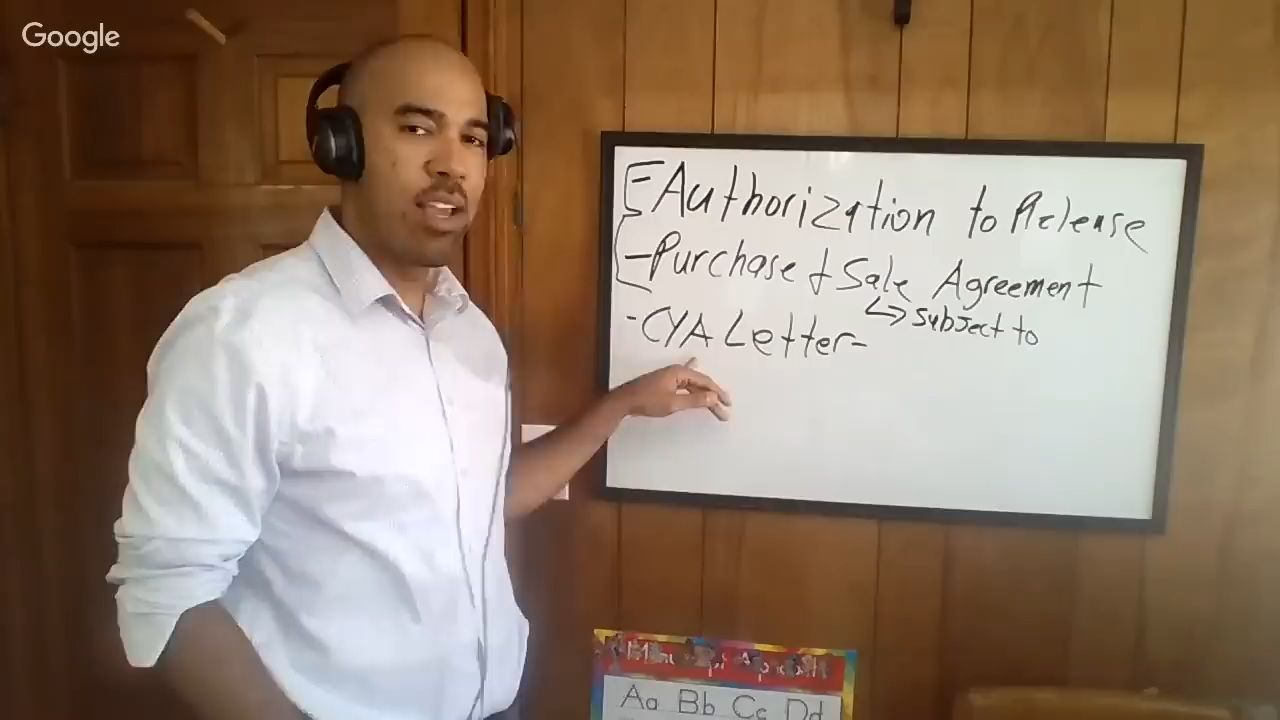 Google
-Authorization to Release
-Purchase & Sale Agreement
↳ subject to
-CYA Letter-
Aa Bb Cc Dd